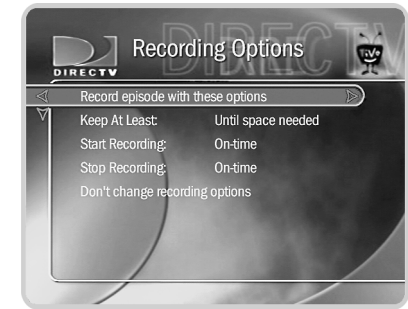 DIRECTV
Recording Options
DIRECTV
TiVo
Record episode with these options
Keep At Least: Until space needed
Start Recording: On-time
Stop Recording: On-time
Don't change recording options